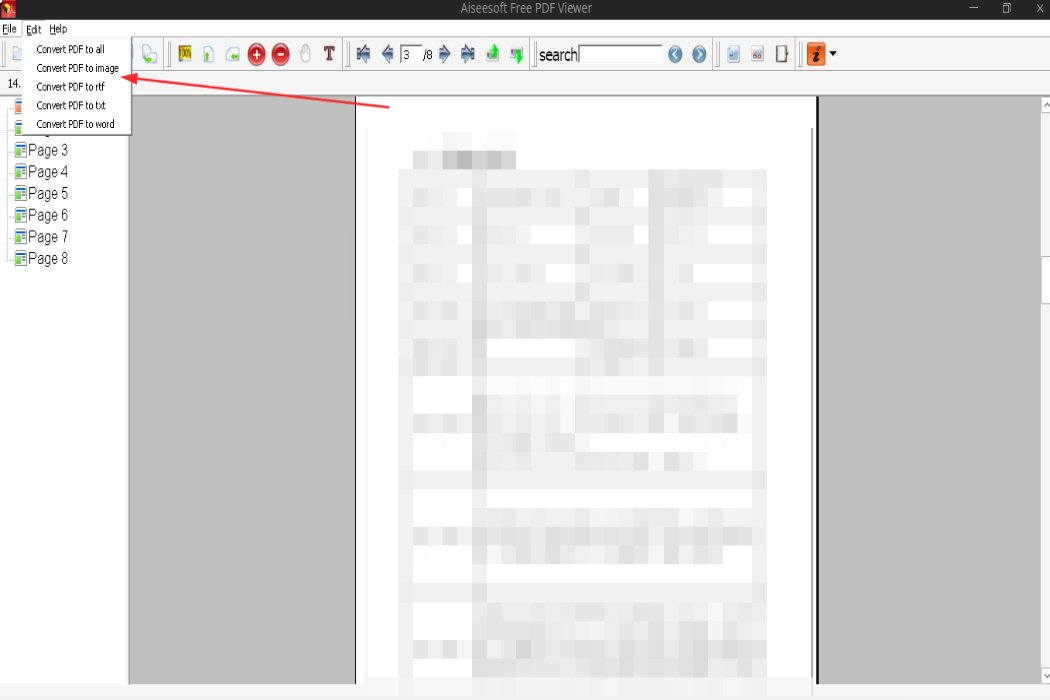 Aiseesoft Free PDF Viewer
File Edit Help
Convert PDF to all
Convert PDF to image
Convert PDF to rtf
Convert PDF to txt
Convert PDF to word
100%
T
3 /8
search
i
14.
Page 3
Page 4
Page 5
Page 6
Page 7
Page 8